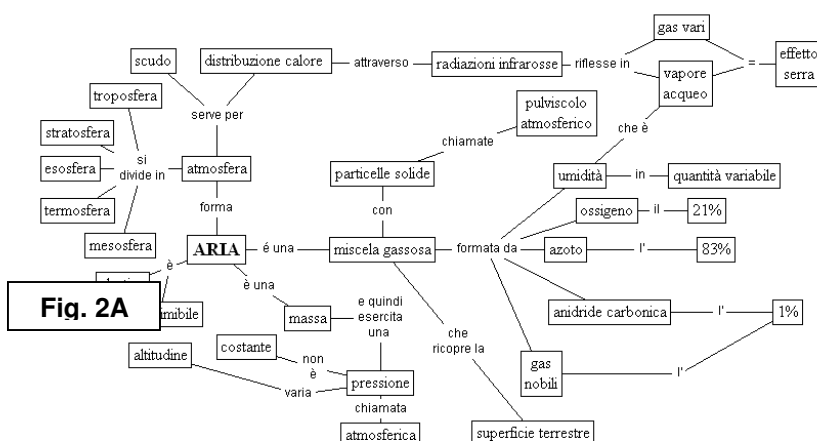 gas vari
scudo
distribuzione calore
attraverso
radiazioni infrarosse
riflesse in
=
effetto
serra
vapore
acqueo
troposfera
serve per
pulviscolo
atmosferico
che è
chiamate
stratosfera
si
divide in
esosfera
atmosfera
particelle solide
umidità
in
quantità variabile
termosfera
forma
con
ossigeno
il
21%
mesosfera
ARIA
é una
miscela gassosa
formata da
azoto
l'
83%
è
è una
Fig. 2A
massa
e quindi
esercita
una
che
ricopre la
anidride carbonica
l'
1%
altitudine
costante
non
è
varia
pressione
gas
nobili
l'
chiamata
atmosferica
superficie terrestre